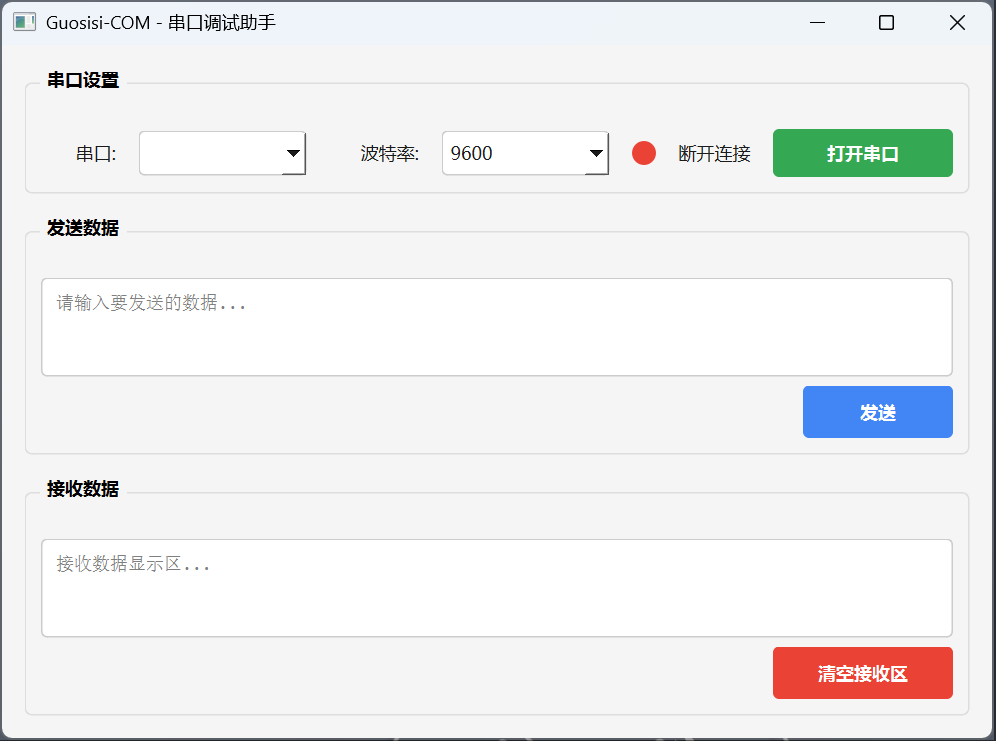 Guosisi-COM - 串口调试助手
串口设置
串口: 波特率: 9600 断开连接 打开串口
发送数据
请输入要发送的数据...
发送
接收数据
接收数据显示区...
清空接收区